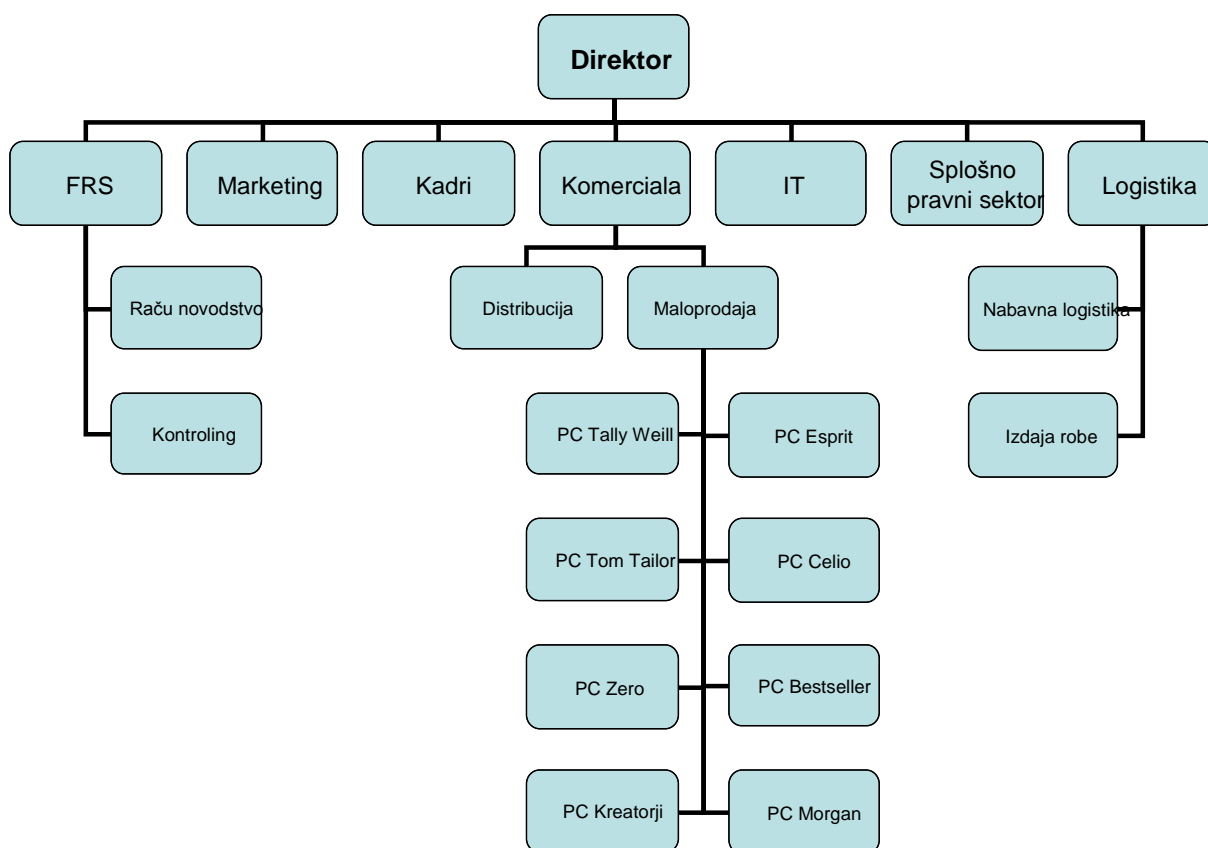 Direktor
FRS
Marketing
Kadri
Komerciala
IT
Splošno
pravni sektor
Logistika
Raču novodstvo
Distribucija
Maloprodaja
Nabavna logistika
Kontroling
PC Tally Weill
PC Esprit
Izdaja robe
PC Tom Tailor
PC Celio
PC Zero
PC Bestseller
PC Kreatorji
PC Morgan